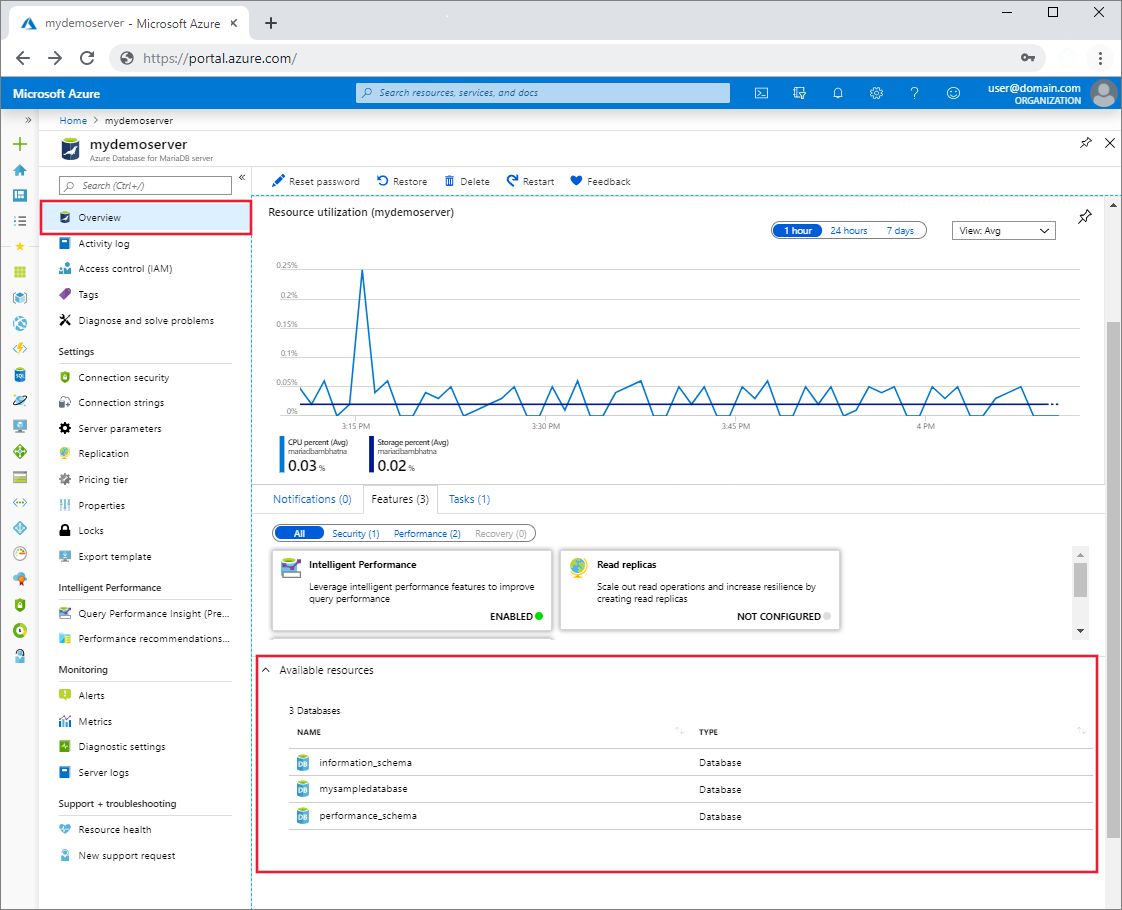 mydemoserver - Microsoft Azure
https://portal.azure.com/
Microsoft Azure
Search resources, services, and docs
user@domain.com
ORGANIZATION
Home > mydemoserver
mydemoserver
Azure Database for MariaDB server
Search (Ctrl+/)
Overview
Activity log
Access control (IAM)
Tags
Diagnose and solve problems
Settings
Connection security
Connection strings
Server parameters
Replication
Pricing tier
Properties
Locks
Export template
Intelligent Performance
Query Performance Insight (Pre...
Performance recommendations...
Monitoring
Alerts
Metrics
Diagnostic settings
Server logs
Support + troubleshooting
Resource health
New support request
Reset password Restore Delete Restart Feedback
Resource utilization (mydemoserver)
1 hour 24 hours 7 days
View: Avg
0.25%
0.2%
0.15%
0.1%
0.05%
0%
3:15 PM 3:30 PM 3:45 PM 4 PM
CPU percent (Avg)
mariadbambhatna
0.03 %
Storage percent (Avg)
mariadbambhatna
0.02 %
Notifications (0) Features (3) Tasks (1)
All Security (1) Performance (2) Recovery (0)
Intelligent Performance
Leverage intelligent performance features to improve
query performance
ENABLED
Read replicas
Scale out read operations and increase resilience by
creating read replicas
NOT CONFIGURED
Available resources
3 Databases
NAME TYPE
information_schema Database
mysampledatabase Database
performance_schema Database